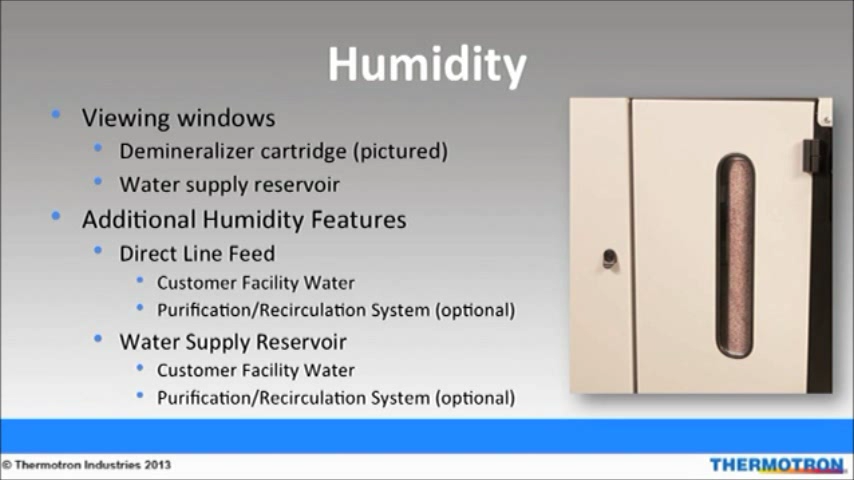 Humidity
• Viewing windows
• Demineralizer cartridge (pictured)
• Water supply reservoir
• Additional Humidity Features
• Direct Line Feed
• Customer Facility Water
• Purification/Recirculation System (optional)
• Water Supply Reservoir
• Customer Facility Water
• Purification/Recirculation System (optional)
© Thermotron Industries 2013
THERMOTRON